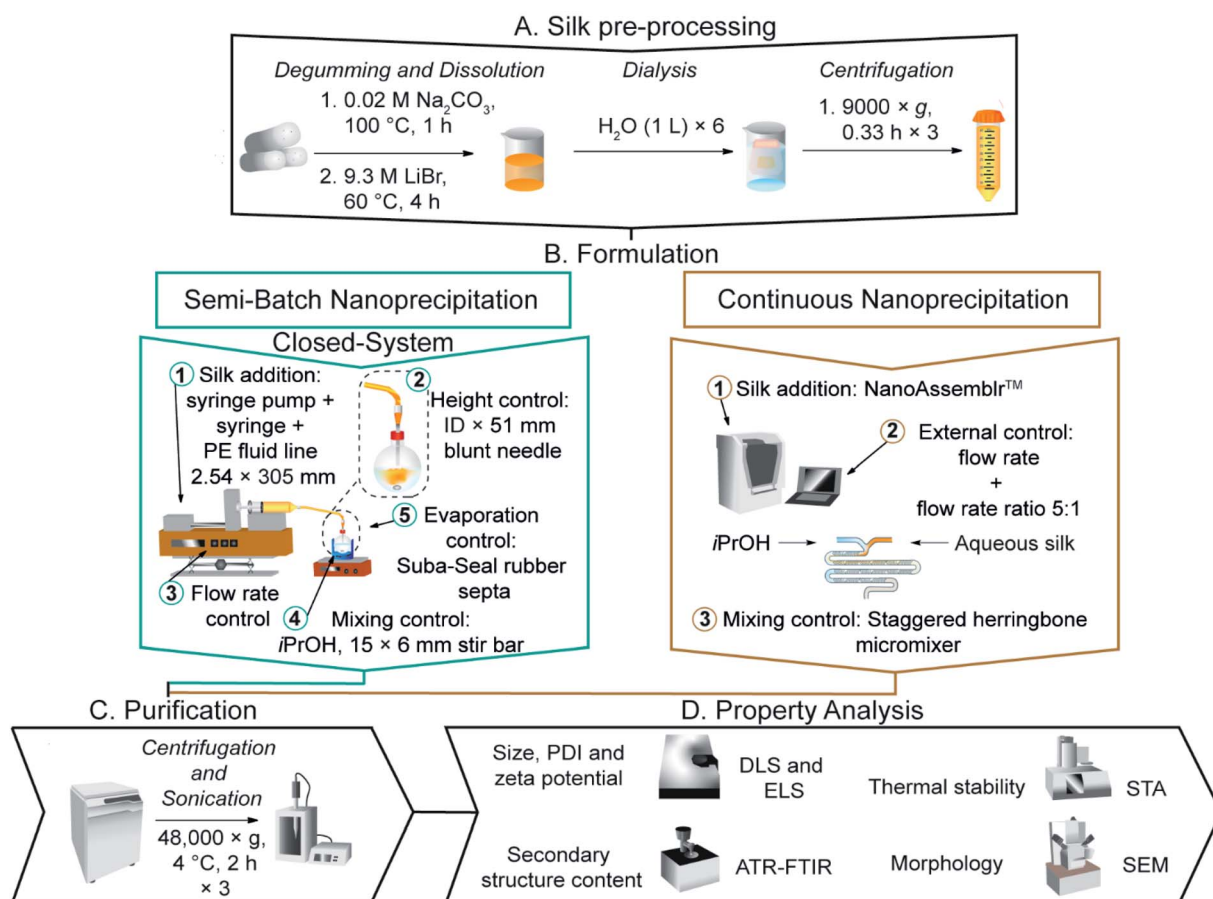 A. Silk pre-processing
Degumming and Dissolution
1. 0.02 M Na₂CO₃,
100 °C, 1 h
2. 9.3 M LiBr,
60 °C, 4 h
Dialysis
H₂O (1 L) × 6
Centrifugation
1. 9000 × g,
0.33 h × 3
B. Formulation
Semi-Batch Nanoprecipitation
Closed-System
1 Silk addition:
syringe pump +
syringe +
PE fluid line
2.54 × 305 mm
2
Height control:
ID × 51 mm
blunt needle
5 Evaporation
control:
Suba-Seal rubber
septa
3 Flow rate
control
4 Mixing control:
iPrOH, 15 × 6 mm stir bar
Continuous Nanoprecipitation
1 Silk addition: NanoAssemblr™
2 External control:
flow rate
+
flow rate ratio 5:1
iPrOH
Aqueous silk
3 Mixing control: Staggered herringbone
micromixer
C. Purification
Centrifugation
and
Sonication
48,000 × g,
4 °C, 2 h
× 3
D. Property Analysis
Size, PDI and
zeta potential
DLS and
ELS
Thermal stability
STA
Secondary
structure content
ATR-FTIR
Morphology
SEM